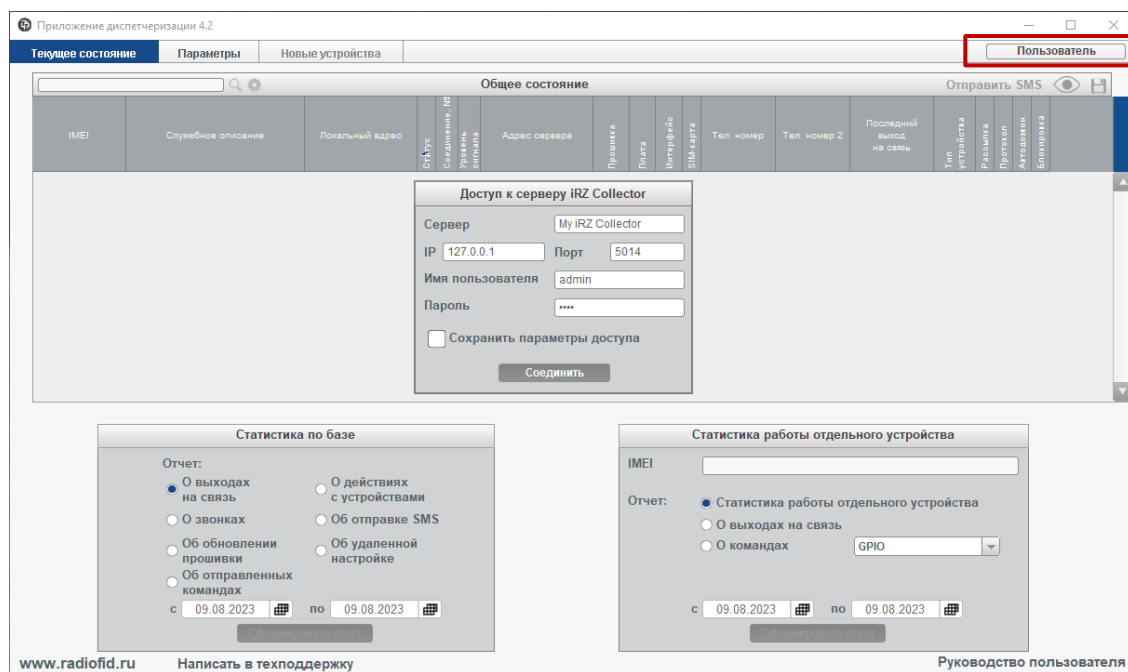 Приложение диспетчеризации 4.2
Текущее состояние
Параметры
Новые устройства
Пользователь
Общее состояние
Отправить SMS
IMEI
Служебное описание
Локальный адрес
Статус
Соединение, №
Уровень сигнала
Адрес сервера
Прошивка
Плата
Интерфейс
SIM-карта
Тел. номер
Тел. номер 2
Последний
выход
на связь
Тип
устройства
Рассылка
Протокол
Автодозвон
Блокировка
Доступ к серверу iRZ Collector
Сервер My iRZ Collector
IP 127.0.0.1 Порт 5014
Имя пользователя admin
Пароль ••••
Сохранить параметры доступа
Соединить
Статистика по базе
Отчет:
О выходах
на связь
О действиях
с устройствами
О звонках
Об отправке SMS
Об обновлении
прошивки
Об удаленной
настройке
Об отправленных
командах
с 09.08.2023 по 09.08.2023
Сформировать отчет
Статистика работы отдельного устройства
IMEI
Отчет: Статистика работы отдельного устройства
О выходах на связь
О командах GPIO
с 09.08.2023 по 09.08.2023
Сформировать отчет
www.radiofid.ru Написать в техподдержку Руководство пользователя